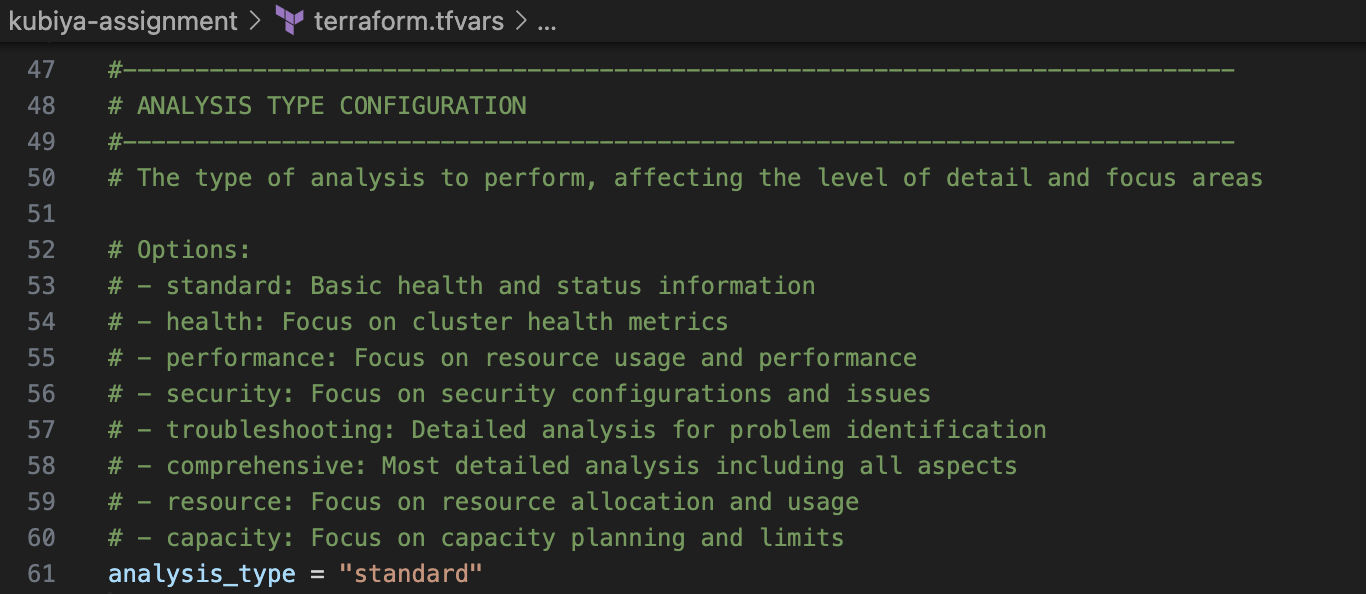 kubiya-assignment > terraform.tfvars > ...
47 #-----------------------------------------------------------------------------
48 # ANALYSIS TYPE CONFIGURATION
49 #-----------------------------------------------------------------------------
50 # The type of analysis to perform, affecting the level of detail and focus areas
51
52 # Options:
53 # - standard: Basic health and status information
54 # - health: Focus on cluster health metrics
55 # - performance: Focus on resource usage and performance
56 # - security: Focus on security configurations and issues
57 # - troubleshooting: Detailed analysis for problem identification
58 # - comprehensive: Most detailed analysis including all aspects
59 # - resource: Focus on resource allocation and usage
60 # - capacity: Focus on capacity planning and limits
61 analysis_type = "standard"